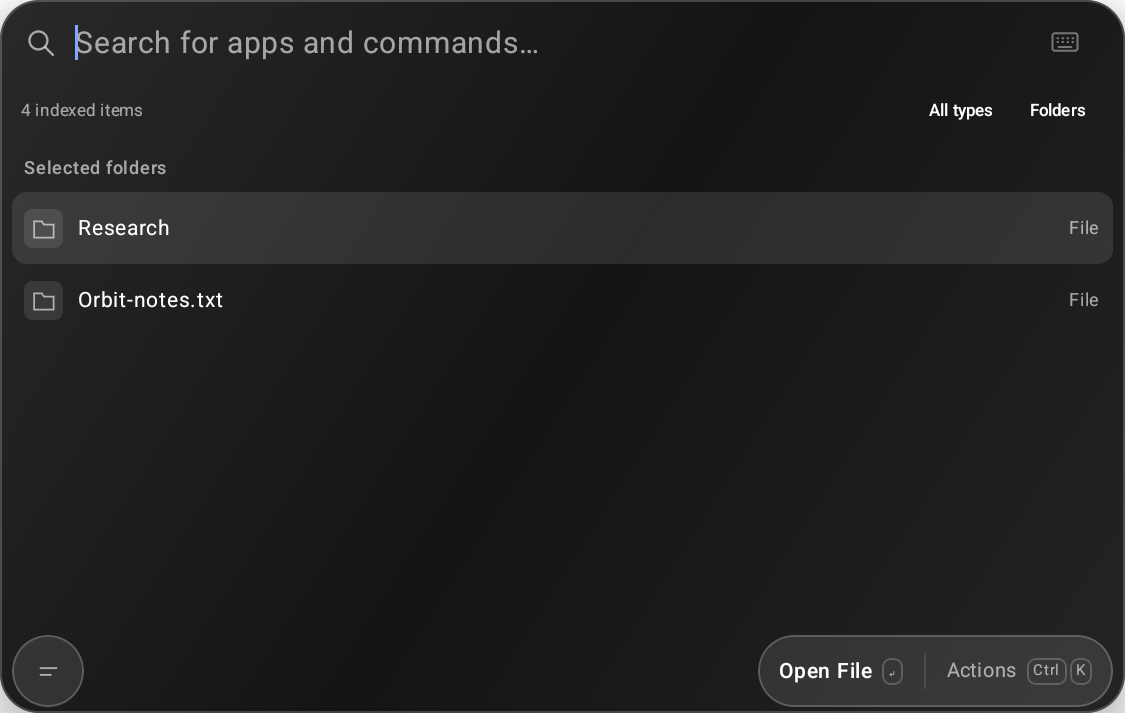 Search for apps and commands…
4 indexed items
All types
Folders
Selected folders
Research
File
Orbit-notes.txt
File
Open File
Actions
Ctrl
K